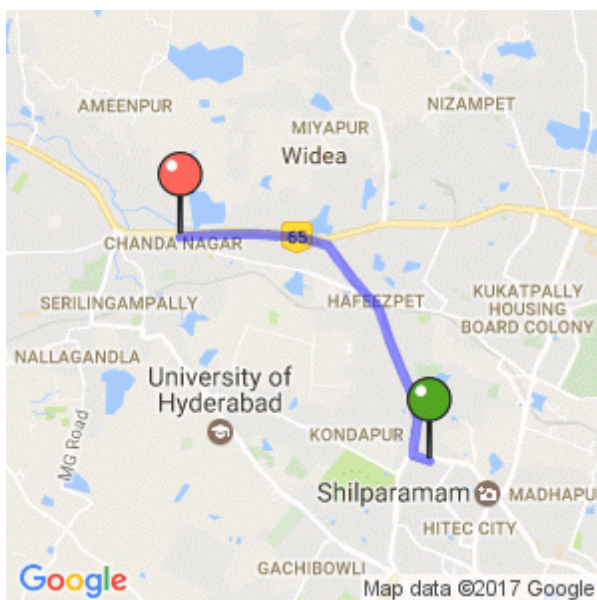 AMEENPUR
NIZAMPET
MIYAPUR
Widea
65
CHANDA NAGAR
HAFEEZPET
SERILINGAMPALLY
KUKATPALLY
HOUSING
BOARD COLONY
NALLAGANDLA
University of
Hyderabad
MG Road
KONDAPUR
Shilparamam
MADHAPU
HITEC CITY
GACHIBOWLI
Google
Map data ©2017 Google